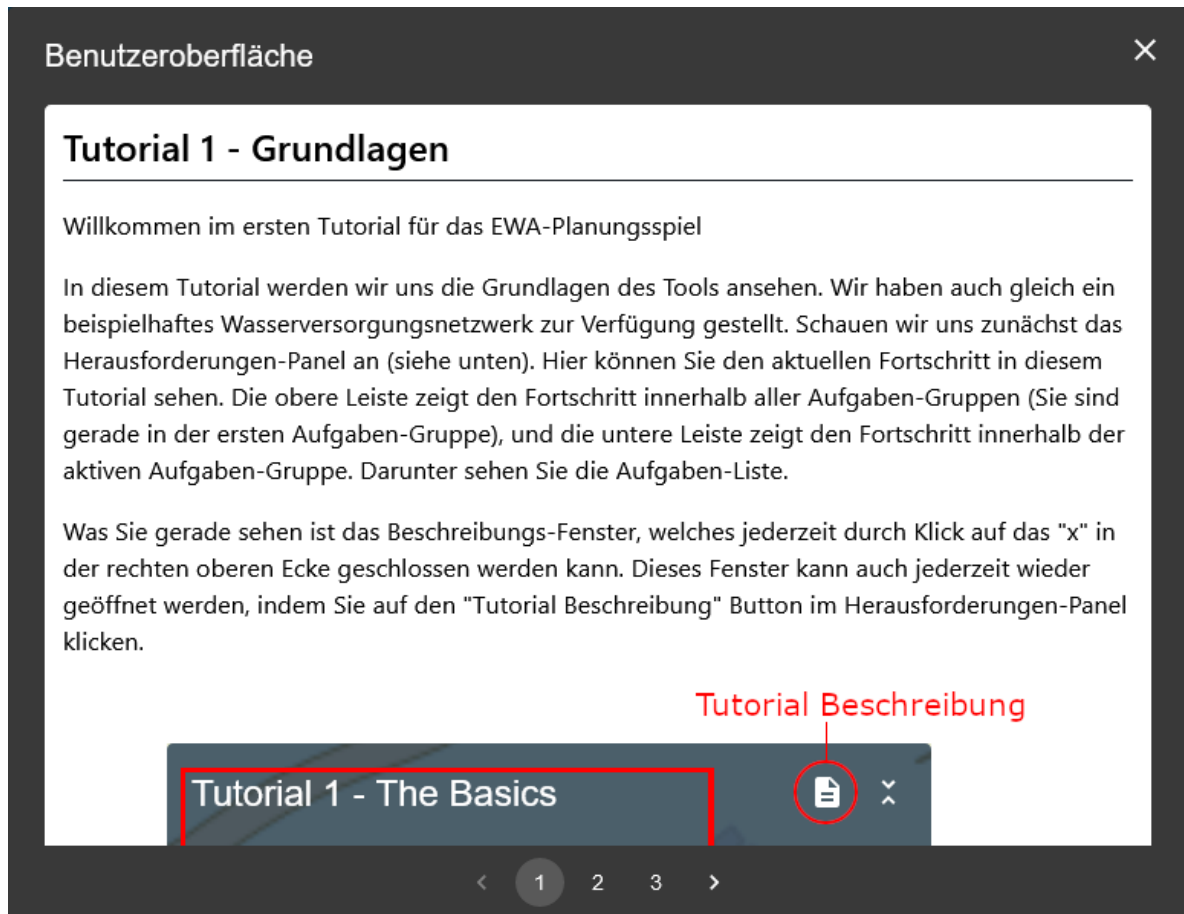 Benutzeroberfläche
Tutorial 1 - Grundlagen
Willkommen im ersten Tutorial für das EWA-Planungsspiel
In diesem Tutorial werden wir uns die Grundlagen des Tools ansehen. Wir haben auch gleich ein
beispielhaftes Wasserversorgungsnetzwerk zur Verfügung gestellt. Schauen wir uns zunächst das
Herausforderungen-Panel an (siehe unten). Hier können Sie den aktuellen Fortschritt in diesem
Tutorial sehen. Die obere Leiste zeigt den Fortschritt innerhalb aller Aufgaben-Gruppen (Sie sind
gerade in der ersten Aufgaben-Gruppe), und die untere Leiste zeigt den Fortschritt innerhalb der
aktiven Aufgaben-Gruppe. Darunter sehen Sie die Aufgaben-Liste.
Was Sie gerade sehen ist das Beschreibungs-Fenster, welches jederzeit durch Klick auf das "x" in
der rechten oberen Ecke geschlossen werden kann. Dieses Fenster kann auch jederzeit wieder
geöffnet werden, indem Sie auf den "Tutorial Beschreibung" Button im Herausforderungen-Panel
klicken.
Tutorial Beschreibung
Tutorial 1 - The Basics
1 2 3